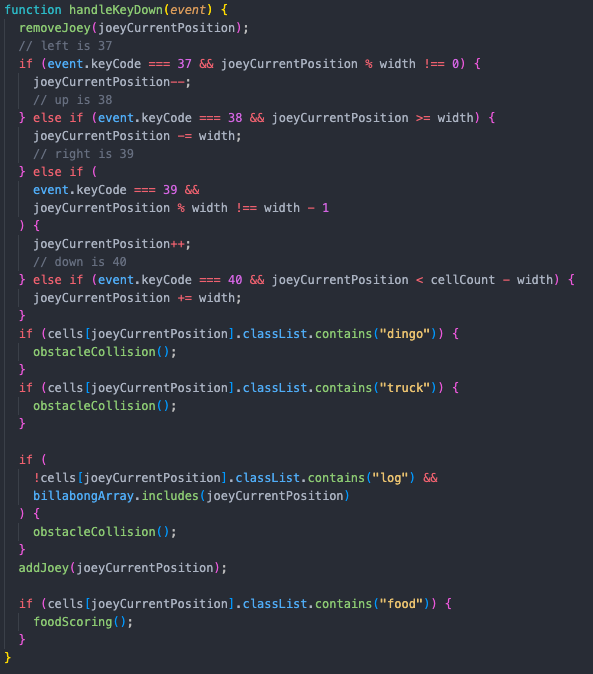 function handleKeyDown(event) {
  removeJoey(joeyCurrentPosition);
  // left is 37
  if (event.keyCode === 37 && joeyCurrentPosition % width !== 0) {
    joeyCurrentPosition--;
    // up is 38
  } else if (event.keyCode === 38 && joeyCurrentPosition >= width) {
    joeyCurrentPosition -= width;
    // right is 39
  } else if (
    event.keyCode === 39 &&
    joeyCurrentPosition % width !== width - 1
  ) {
    joeyCurrentPosition++;
    // down is 40
  } else if (event.keyCode === 40 && joeyCurrentPosition < cellCount - width) {
    joeyCurrentPosition += width;
  }
  if (cells[joeyCurrentPosition].classList.contains("dingo")) {
    obstacleCollision();
  }
  if (cells[joeyCurrentPosition].classList.contains("truck")) {
    obstacleCollision();
  }

  if (
    !cells[joeyCurrentPosition].classList.contains("log") &&
    billabongArray.includes(joeyCurrentPosition)
  ) {
    obstacleCollision();
  }
  addJoey(joeyCurrentPosition);

  if (cells[joeyCurrentPosition].classList.contains("food")) {
    foodScoring();
  }
}